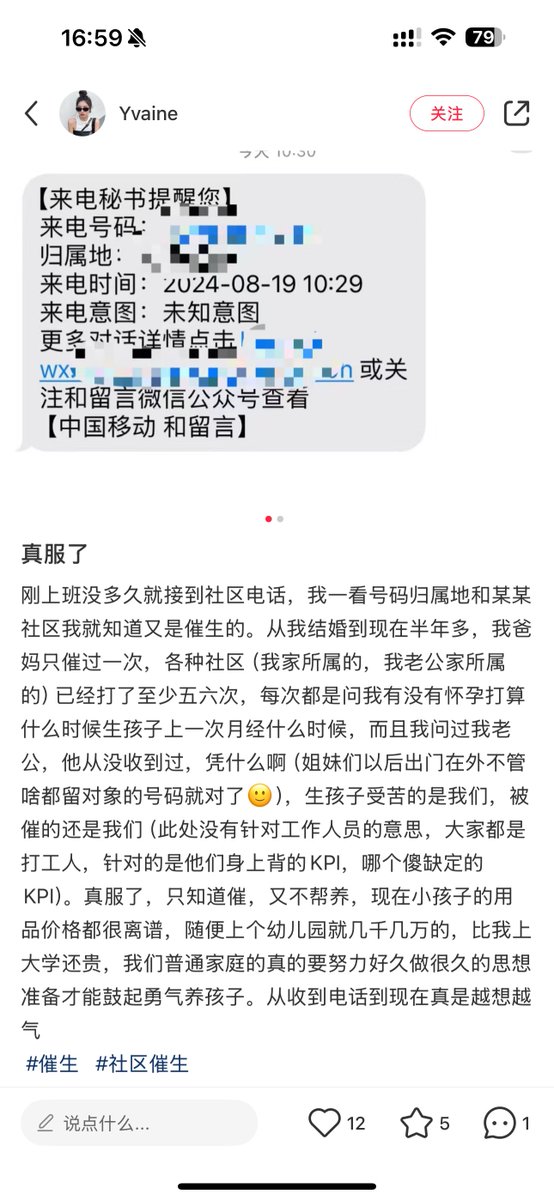 16:59
79
Yvaine
关注
今天 10:30
【来电秘书提醒您】
来电号码：
归属地：
来电时间：2024-08-19 10:29
来电意图：未知意图
更多对话详情点击
wx
n 或关
注和留言微信公众号查看
【中国移动 和留言】
真服了
刚上班没多久就接到社区电话，我一看号码归属地和某某
社区我就知道又是催生的。从我结婚到现在半年多，我爸
妈只催过一次，各种社区（我家所属的，我老公家所属
的）已经打了至少五六次，每次都是问我有没有怀孕打算
什么时候生孩子上一次月经什么时候，而且我问过我老
公，他从没收到过，凭什么啊（姐妹们以后出门在外不管
啥都留对象的号码就对了🙂），生孩子受苦的是我们，被
催的还是我们（此处没有针对工作人员的意思，大家都是
打工人，针对的是他们身上背的KPI，哪个傻缺定的
KPI）。真服了，只知道催，又不帮养，现在小孩子的用
品价格都很离谱，随便上个幼儿园就几千几万的，比我上
大学还贵，我们普通家庭的真的要努力好久做很久的思想
准备才能鼓起勇气养孩子。从收到电话到现在真是越想越
气
#催生 #社区催生
说点什么...
12
5
1